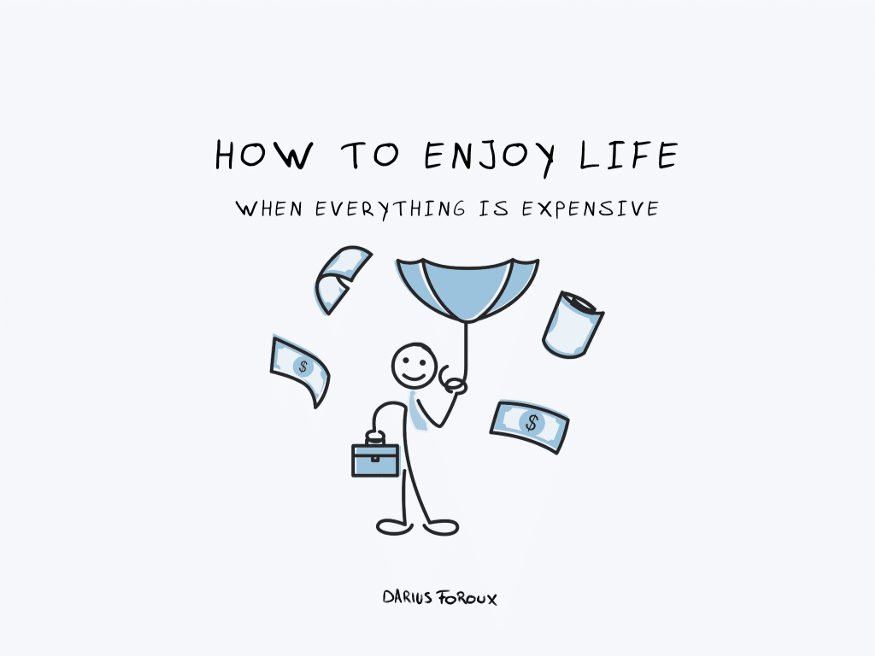 HOW TO ENJOY LIFE
WHEN EVERYTHING IS EXPENSIVE
$
$
DARIUS FOROUX